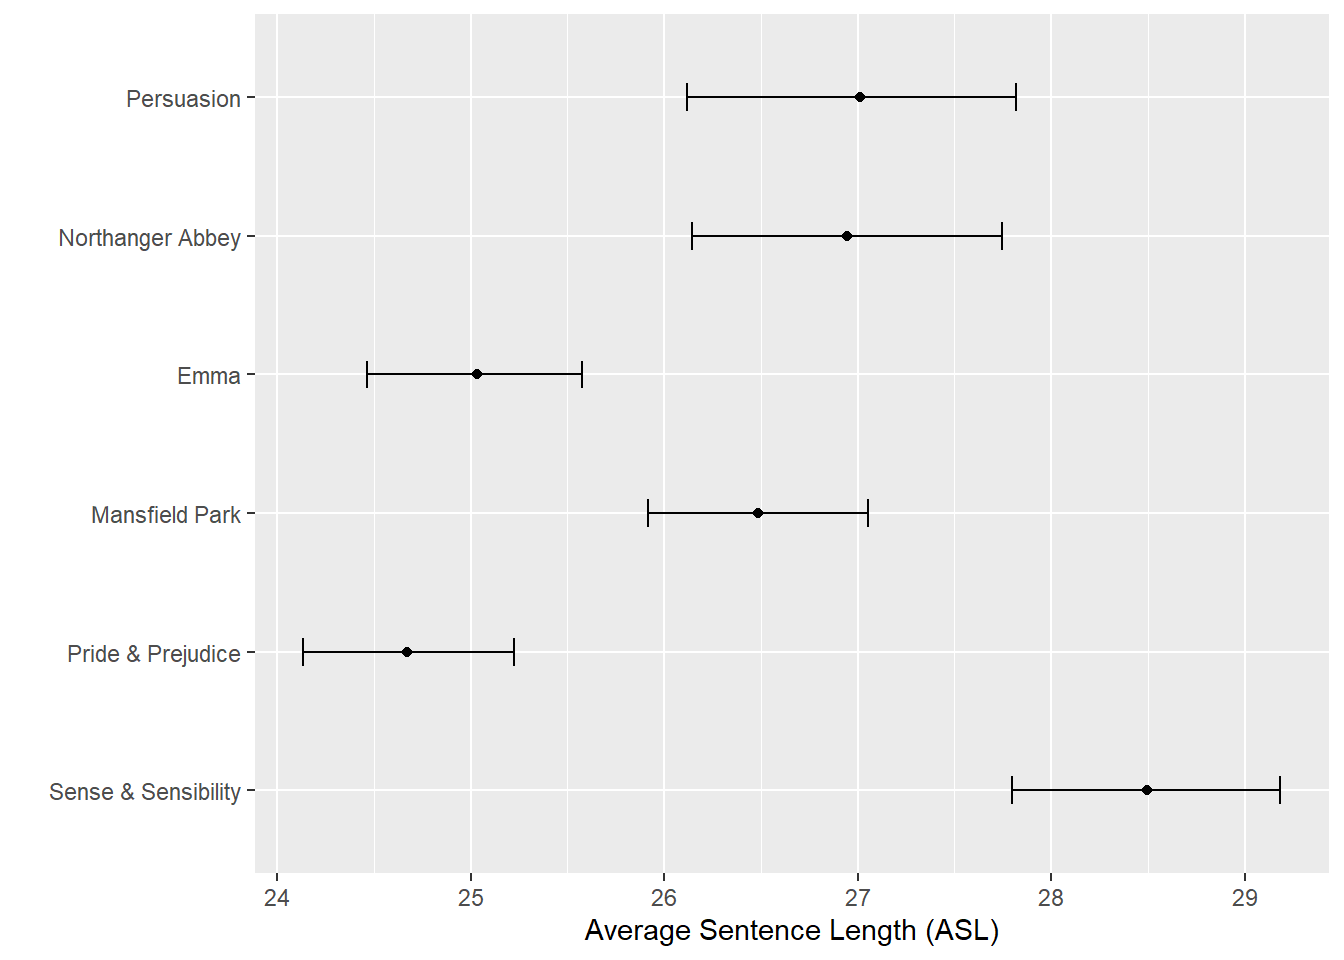 Persuasion
Northanger Abbey
Emma
Mansfield Park
Pride & Prejudice
Sense & Sensibility
24 25 26 27 28 29
Average Sentence Length (ASL)